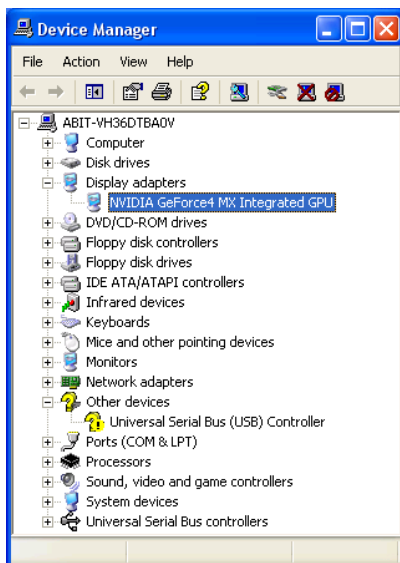 Device Manager
File Action View Help
ABIT-VH36DTBA0V
Computer
Disk drives
Display adapters
NVIDIA GeForce4 MX Integrated GPU
DVD/CD-ROM drives
Floppy disk controllers
Floppy disk drives
IDE ATA/ATAPI controllers
Infrared devices
Keyboards
Mice and other pointing devices
Monitors
Network adapters
Other devices
Universal Serial Bus (USB) Controller
Ports (COM & LPT)
Processors
Sound, video and game controllers
System devices
Universal Serial Bus controllers